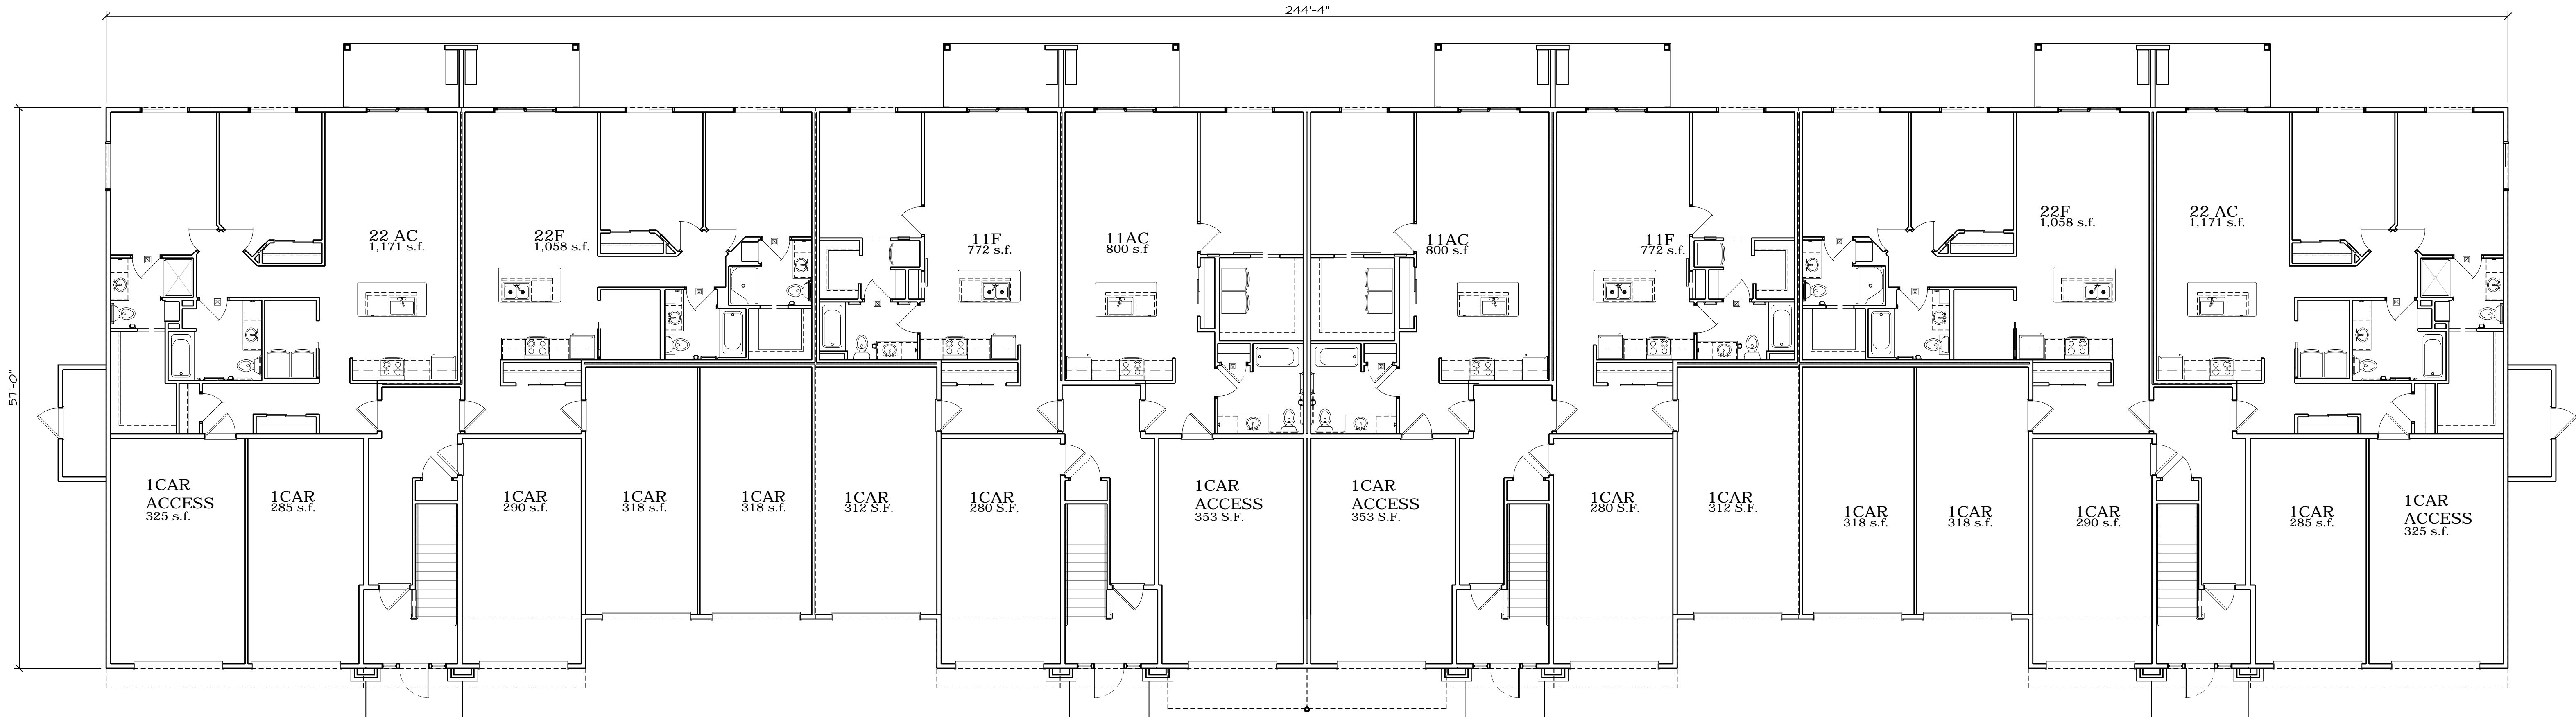 244'-4"
57'-0"
22 AC
1,171 s.f.
22F
1,058 s.f.
11F
772 s.f.
11AC
800 s.f
11AC
800 s.f
11F
772 s.f.
22F
1,058 s.f.
22 AC
1,171 s.f.
1CAR
ACCESS
325 s.f.
1CAR
285 s.f.
1CAR
290 s.f.
1CAR
318 s.f.
1CAR
318 s.f.
1CAR
312 S.F.
1CAR
280 S.F.
1CAR
ACCESS
353 S.F.
1CAR
ACCESS
353 S.F.
1CAR
280 S.F.
1CAR
312 S.F.
1CAR
318 s.f.
1CAR
318 s.f.
1CAR
290 s.f.
1CAR
285 s.f.
1CAR
ACCESS
325 s.f.